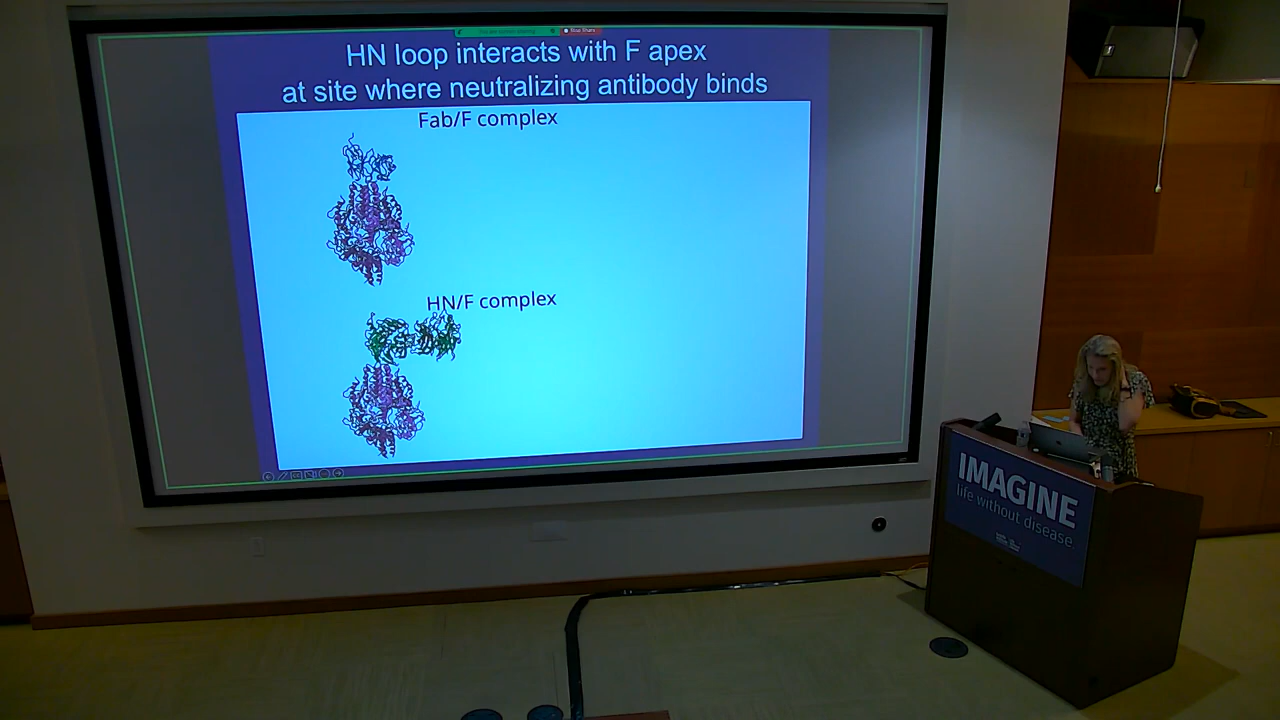 HN loop interacts with F apex
at site where neutralizing antibody binds
Fab/F complex
HN/F complex
IMAGINE
life without disease.